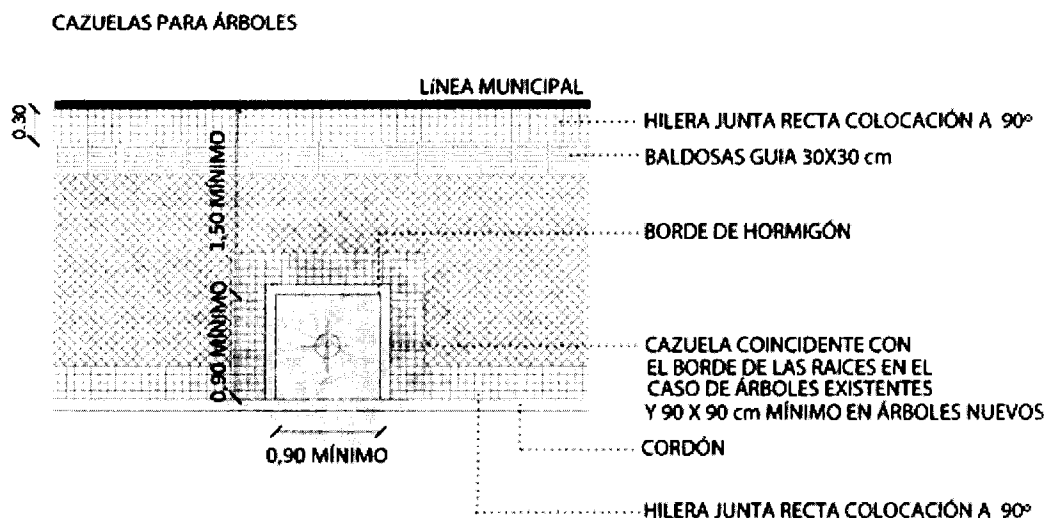 CAZUELAS PARA ÁRBOLES
LÍNEA MUNICIPAL
0.30
HILERA JUNTA RECTA COLOCACIÓN A 90º
BALDOSAS GUIA 30X30 cm
1,50 MÍNIMO
BORDE DE HORMIGÓN
0,90 MÍNIMO
CAZUELA COINCIDENTE CON
EL BORDE DE LAS RAICES EN EL
CASO DE ÁRBOLES EXISTENTES
Y 90 X 90 cm MÍNIMO EN ÁRBOLES NUEVOS
CORDÓN
0,90 MÍNIMO
HILERA JUNTA RECTA COLOCACIÓN A 90º